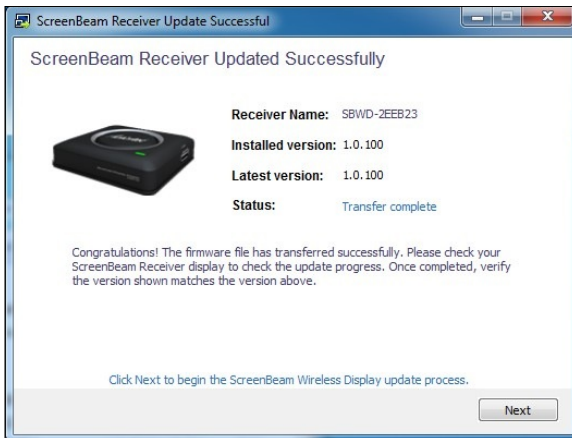 ScreenBeam Receiver Update Successful
ScreenBeam Receiver Updated Successfully
Receiver Name: SBWD-2EEB23
Installed version: 1.0.100
Latest version: 1.0.100
Status: Transfer complete
Congratulations! The firmware file has transferred successfully. Please check your
ScreenBeam Receiver display to check the update progress. Once completed, verify
the version shown matches the version above.
Click Next to begin the ScreenBeam Wireless Display update process.
Next